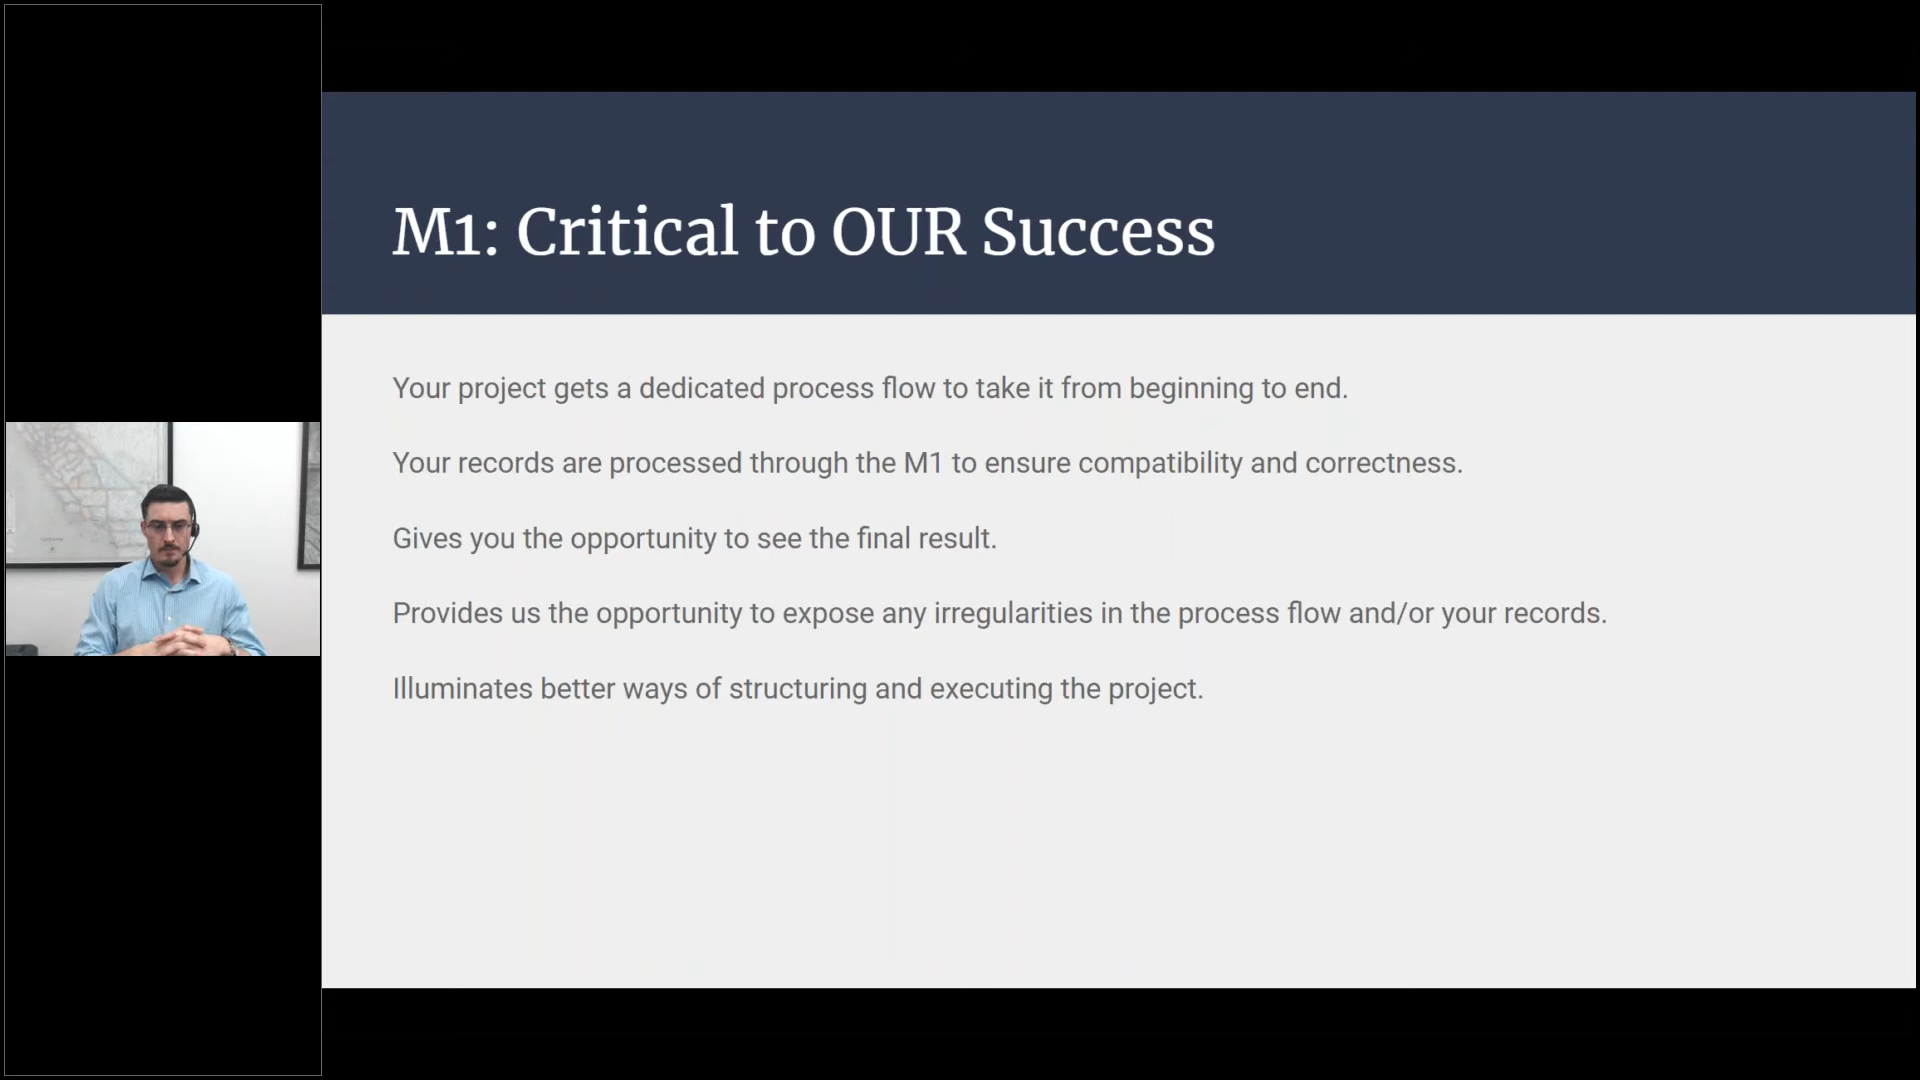 M1: Critical to OUR Success
Your project gets a dedicated process flow to take it from beginning to end.
Your records are processed through the M1 to ensure compatibility and correctness.
Gives you the opportunity to see the final result.
Provides us the opportunity to expose any irregularities in the process flow and/or your records.
Illuminates better ways of structuring and executing the project.